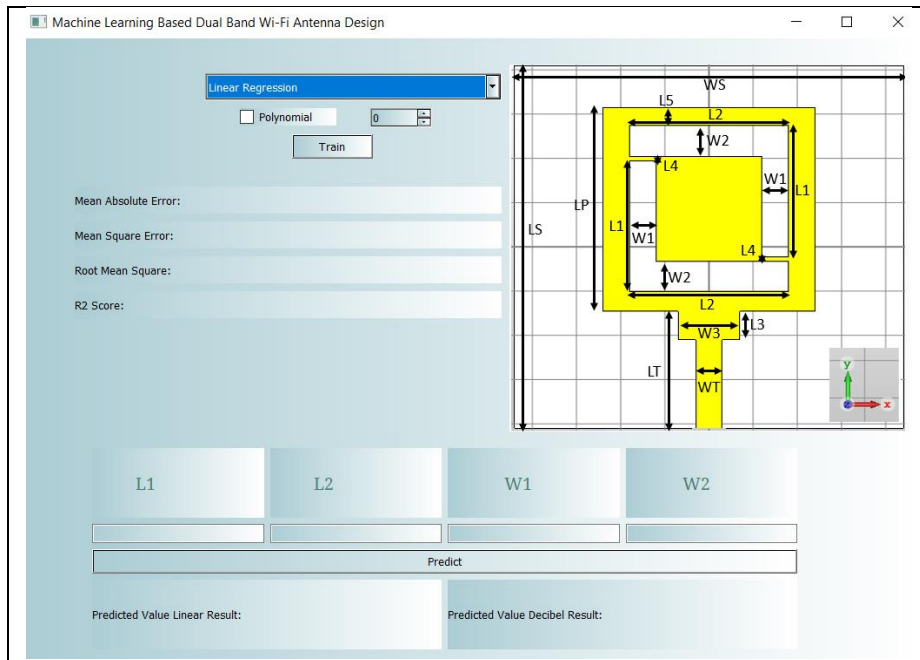 Machine Learning Based Dual Band Wi-Fi Antenna Design
Linear Regression
Polynomial
0
Train
Mean Absolute Error:
Mean Square Error:
Root Mean Square:
R2 Score:
WS
L5
L2
W2
L4
W1
LP
L1
L1
LS
W1
L4
W2
L2
W3
L3
LT
WT
y
z
x
L1
L2
W1
W2
Predict
Predicted Value Linear Result:
Predicted Value Decibel Result: